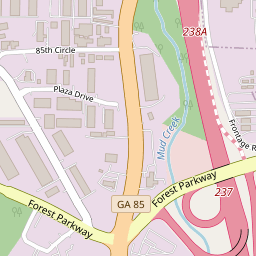 238A
85th Circle
Plaza Drive
Mud Creek
Frontage R
Forest Parkway
237
GA 85
Forest Parkway